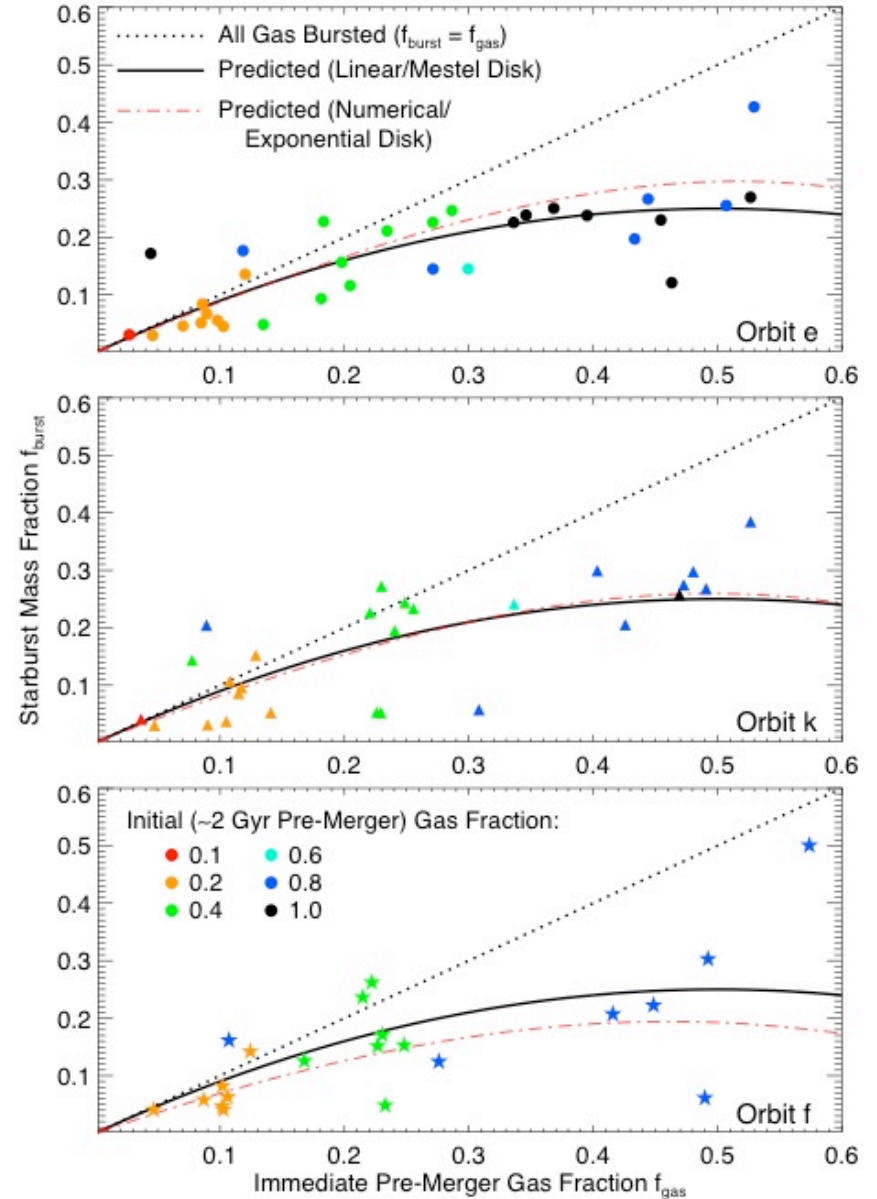 0.6
0.5
0.4
0.3
0.2
0.1
All Gas Bursted (f_burst = f_gas)
Predicted (Linear/Mestel Disk)
Predicted (Numerical/
Exponential Disk)
Orbit e
0.1 0.2 0.3 0.4 0.5 0.6
Starburst Mass Fraction f_burst
0.6
0.5
0.4
0.3
0.2
0.1
Orbit k
0.1 0.2 0.3 0.4 0.5 0.6
0.6
0.5
0.4
0.3
0.2
0.1
Initial (~2 Gyr Pre-Merger) Gas Fraction:
0.1 0.6
0.2 0.8
0.4 1.0
Orbit f
0.1 0.2 0.3 0.4 0.5 0.6
Immediate Pre-Merger Gas Fraction f_gas